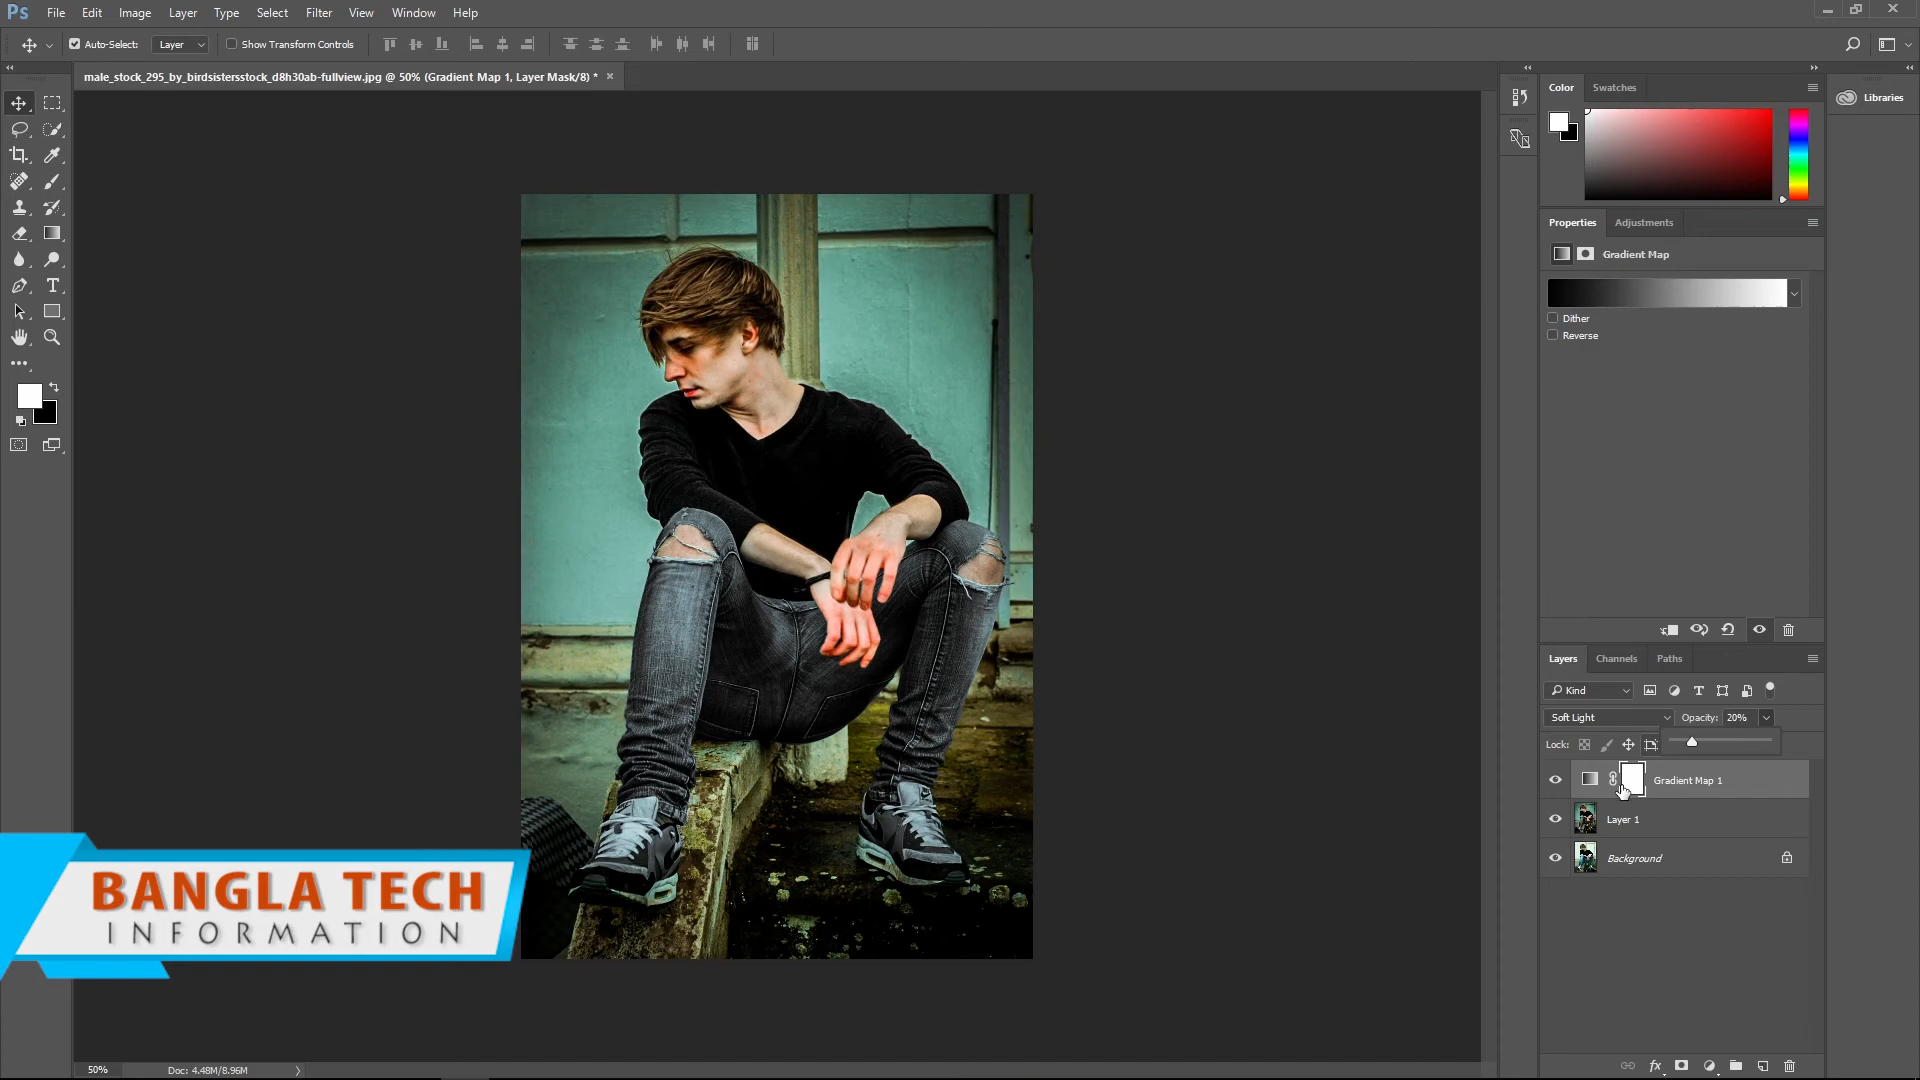 Ps File Edit Image Layer Type Select Filter View Window Help
Auto-Select: Layer Show Transform Controls
male_stock_295_by_birdsistersstock_d8h30ab-fullview.jpg @ 50% (Gradient Map 1, Layer Mask/8) *
Color Swatches
Libraries
Properties Adjustments
Gradient Map
Dither
Reverse
Layers Channels Paths
Kind
Soft Light Opacity: 20%
Lock:
Gradient Map 1
Layer 1
Background
BANGLA TECH
INFORMATION
50% Doc: 4.48M/8.96M